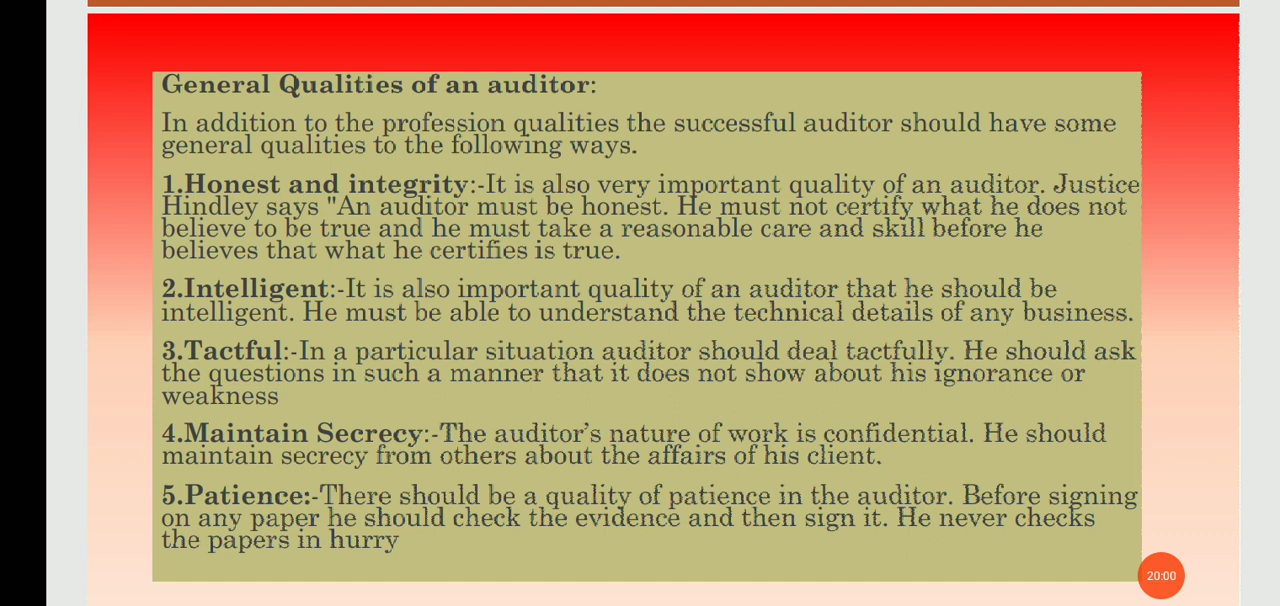 General Qualities of an auditor:
In addition to the profession qualities the successful auditor should have some
general qualities to the following ways.
1.Honest and integrity:-It is also very important quality of an auditor. Justice
Hindley says "An auditor must be honest. He must not certify what he does not
believe to be true and he must take a reasonable care and skill before he
believes that what he certifies is true.
2.Intelligent:-It is also important quality of an auditor that he should be
intelligent. He must be able to understand the technical details of any business.
3.Tactful:-In a particular situation auditor should deal tactfully. He should ask
the questions in such a manner that it does not show about his ignorance or
weakness
4.Maintain Secrecy:-The auditor’s nature of work is confidential. He should
maintain secrecy from others about the affairs of his client.
5.Patience:-There should be a quality of patience in the auditor. Before signing
on any paper he should check the evidence and then sign it. He never checks
the papers in hurry
20:00